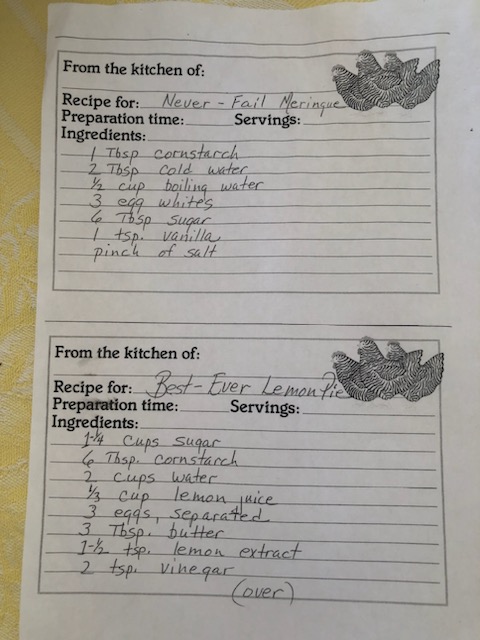 From the kitchen of:
Recipe for: Never-Fail Meringue
Preparation time: Servings:
Ingredients:
1 Tbsp cornstarch
2 Tbsp cold water
1/2 cup boiling water
3 egg whites
6 Tbsp sugar
1 tsp. vanilla
pinch of salt
From the kitchen of:
Recipe for: Best-Ever Lemon Pie
Preparation time: Servings:
Ingredients:
1-1/4 cups sugar
6 Tbsp. cornstarch
2 cups water
1/3 cup lemon juice
3 eggs, separated
3 Tbsp. butter
1-1/2 tsp. lemon extract
2 tsp. vinegar
(over)